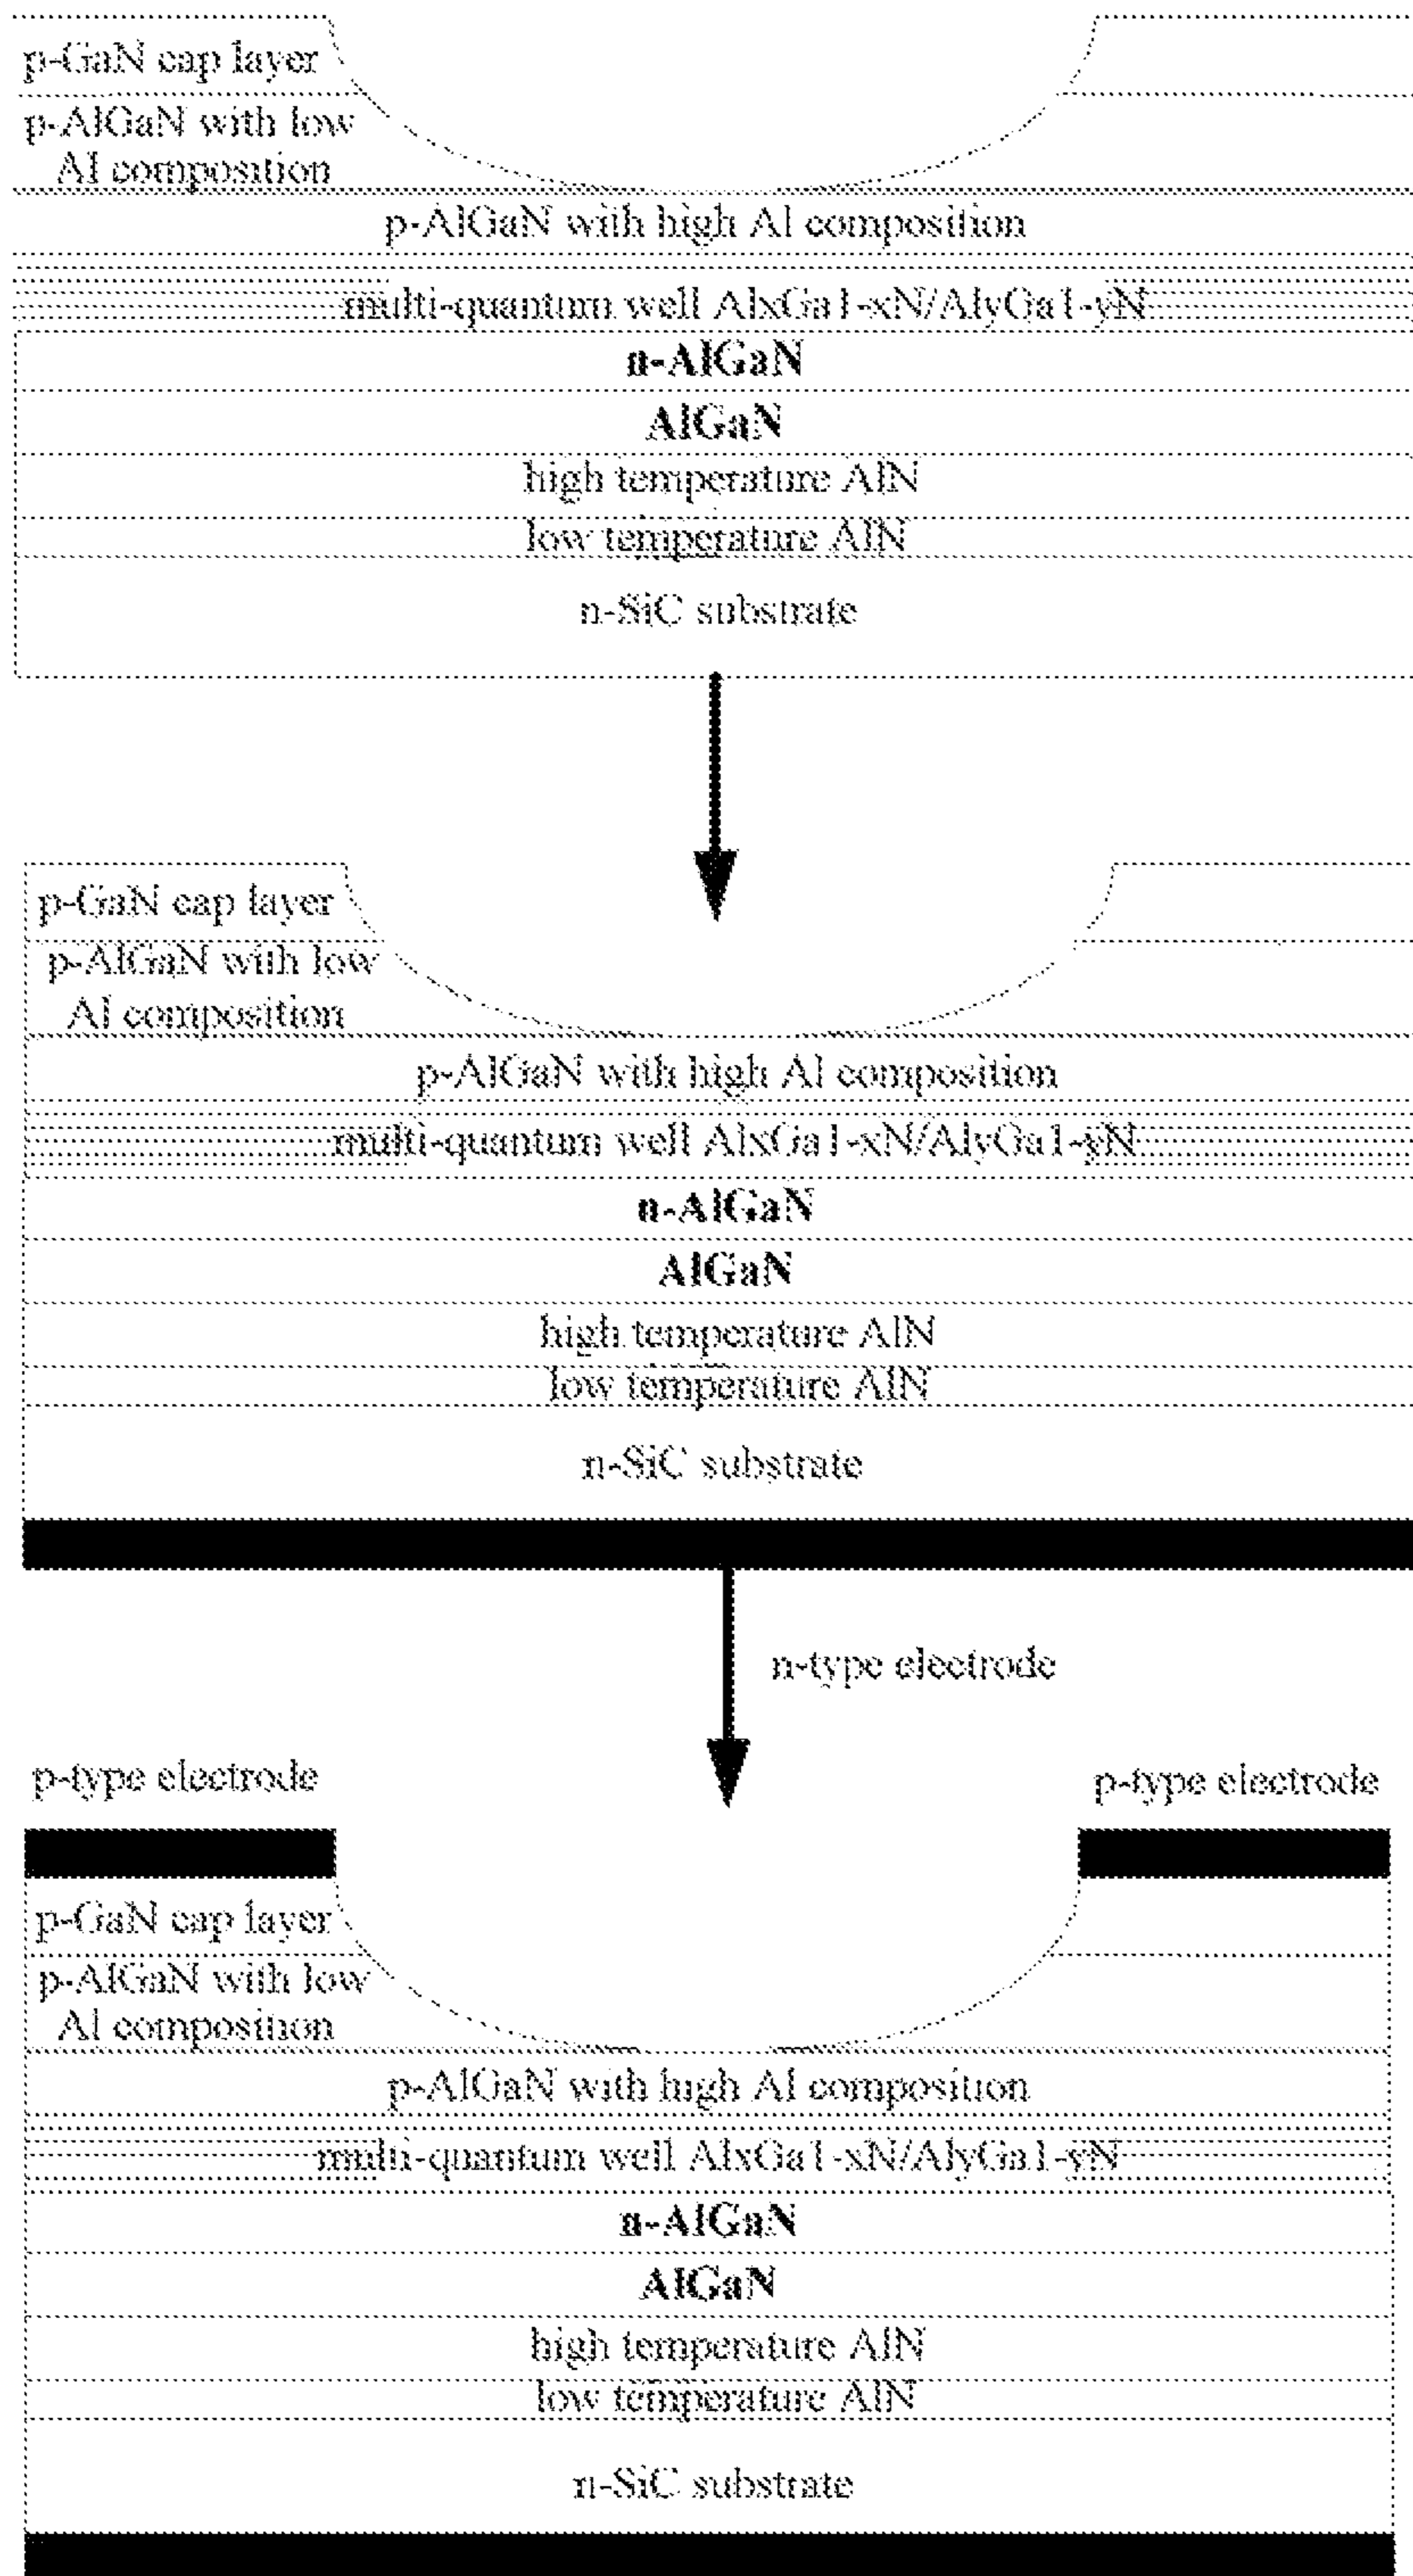 p-GaN cap layer
p-AlGaN with low
Al composition
p-AlGaN with high Al composition
multi-quantum well AlxGa1-xN/AlyGa1-yN
n-AlGaN
AlGaN
high temperature AlN
low temperature AlN
n-SiC substrate
p-GaN cap layer
p-AlGaN with low
Al composition
p-AlGaN with high Al composition
multi-quantum well AlxGa1-xN/AlyGa1-yN
n-AlGaN
AlGaN
high temperature AlN
low temperature AlN
n-SiC substrate
n-type electrode
p-type electrode
p-type electrode
p-GaN cap layer
p-AlGaN with low
Al composition
p-AlGaN with high Al composition
multi-quantum well AlxGa1-xN/AlyGa1-yN
n-AlGaN
AlGaN
high temperature AlN
low temperature AlN
n-SiC substrate